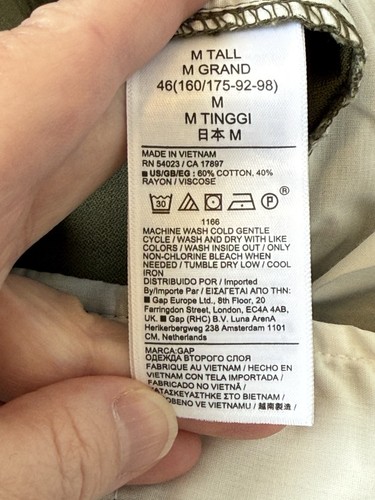 M TALL
M GRAND
46(160/175-92-98)
M
M TINGGI
日本 M
MADE IN VIETNAM
RN 54023 / CA 17897
■ US/GB/EG : 60% COTTON, 40%
RAYON / VISCOSE
30 P ®
1166
MACHINE WASH COLD GENTLE
CYCLE / WASH AND DRY WITH LIKE
COLORS / WASH INSIDE OUT / ONLY
NON-CHLORINE BLEACH WHEN
NEEDED / TUMBLE DRY LOW / COOL
IRON
DISTRIBUIDO POR / Imported
By/Importe Par / ΕΙΣΑΓΕΤΑΙ ΑΠΟ ΤΗΝ:
■ Gap Europe Ltd., 8th Floor, 20
Farringdon Street, London, EC4A 4AB,
UK. ■ Gap (RHC) B.V. Luna ArenA
Herikerbergweg 238 Amsterdam 1101
CM, Netherlands
MARCA:GAP
ОДЕЖДА ВТОРОГО СЛОЯ
FABRIQUE AU VIETNAM / HECHO EN
VIETNAM CON TELA IMPORTADA /
FABRICADO NO VIETNÃ /
ΚΑΤΑΣΚΕΥΑΣΤΗΚΕ ΣΤΟ ΒΙΕΤΝΑΜ /
VYROBENO VE VIETNAMU / 越南製造 /